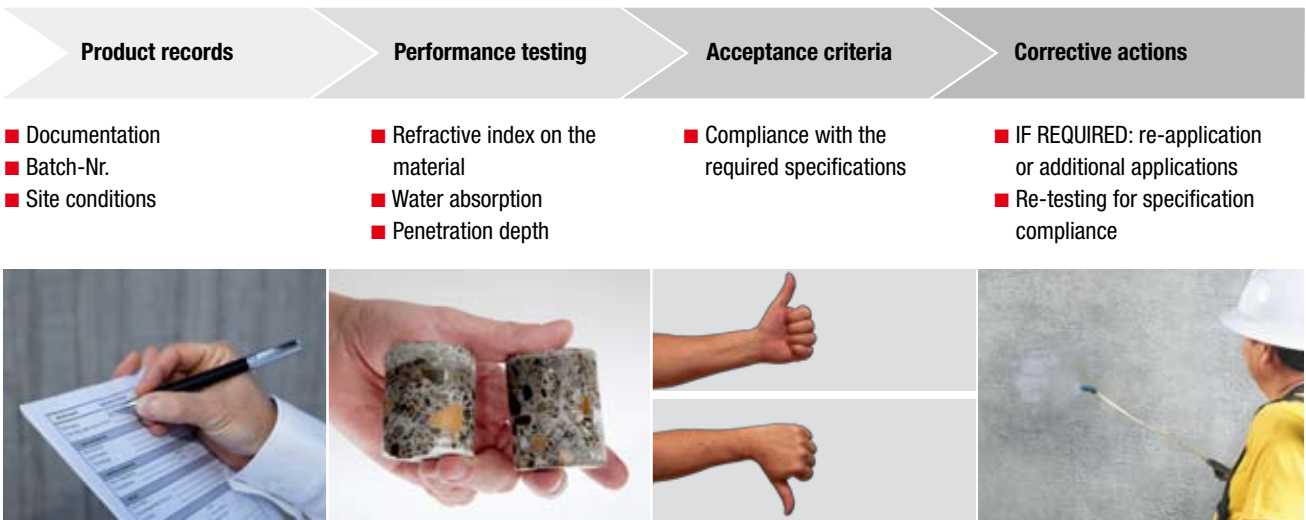 Product records
Performance testing
Acceptance criteria
Corrective actions
Documentation
Batch-Nr.
Site conditions
Refractive index on the
material
Water absorption
Penetration depth
Compliance with the
required specifications
IF REQUIRED: re-application
or additional applications
Re-testing for specification
compliance